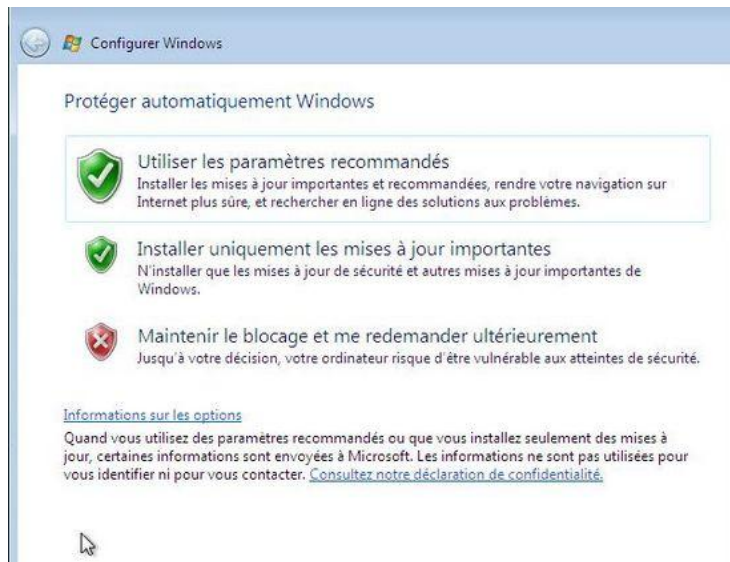 Configurer Windows
Protéger automatiquement Windows
Utiliser les paramètres recommandés
Installer les mises à jour importantes et recommandées, rendre votre navigation sur
Internet plus sûre, et rechercher en ligne des solutions aux problèmes.
Installer uniquement les mises à jour importantes
N'installer que les mises à jour de sécurité et autres mises à jour importantes de
Windows.
Maintenir le blocage et me redemander ultérieurement
Jusqu'à votre décision, votre ordinateur risque d'être vulnérable aux atteintes de sécurité.
Informations sur les options
Quand vous utilisez des paramètres recommandés ou que vous installez seulement des mises à
jour, certaines informations sont envoyées à Microsoft. Les informations ne sont pas utilisées pour
vous identifier ni pour vous contacter. Consultez notre déclaration de confidentialité.